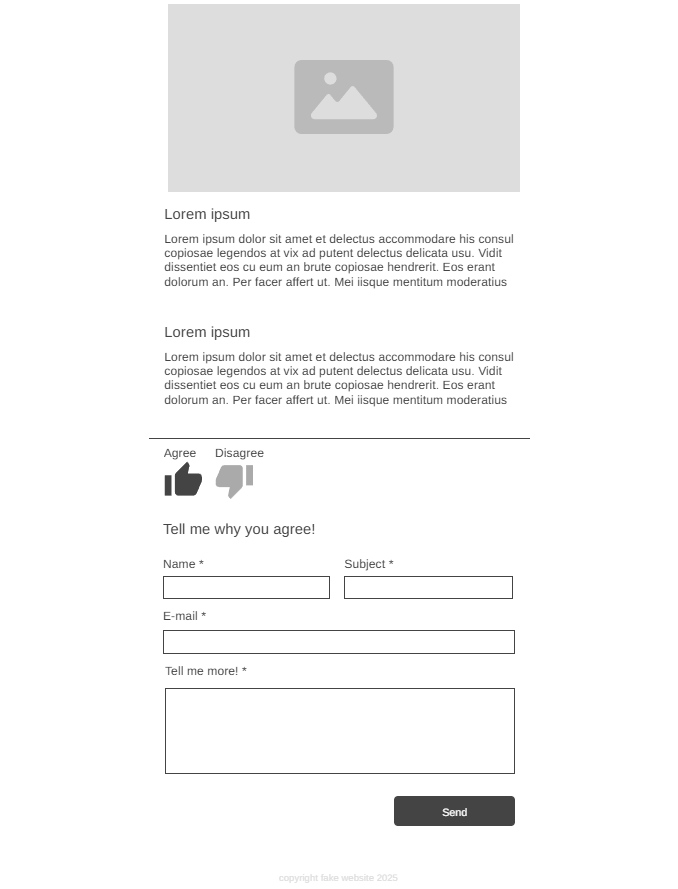 Lorem ipsum
Lorem ipsum dolor sit amet et delectus accommodare his consul
copiosae legendos at vix ad putent delectus delicata usu. Vidit
dissentiet eos cu eum an brute copiosae hendrerit. Eos erant
dolorum an. Per facer affert ut. Mei iisque mentitum moderatius
Lorem ipsum
Lorem ipsum dolor sit amet et delectus accommodare his consul
copiosae legendos at vix ad putent delectus delicata usu. Vidit
dissentiet eos cu eum an brute copiosae hendrerit. Eos erant
dolorum an. Per facer affert ut. Mei iisque mentitum moderatius
Agree Disagree
Tell me why you agree!
Name * Subject *
E-mail *
Tell me more! *
Send
copyright fake website 2025